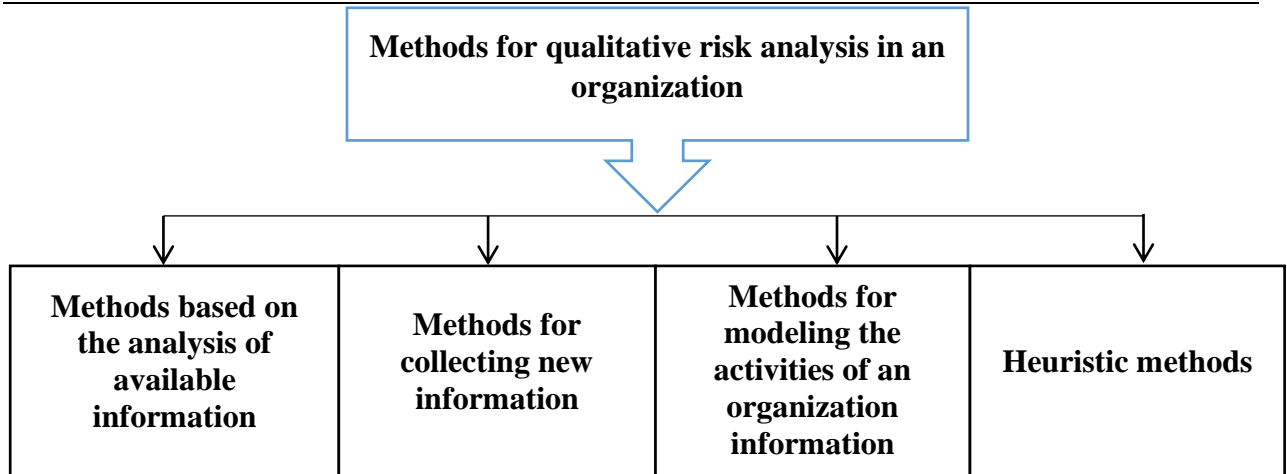 Methods for qualitative risk analysis in an
organization
Methods based on
the analysis of
available
information
Methods for
collecting new
information
Methods for
modeling the
activities of an
organization
information
Heuristic methods